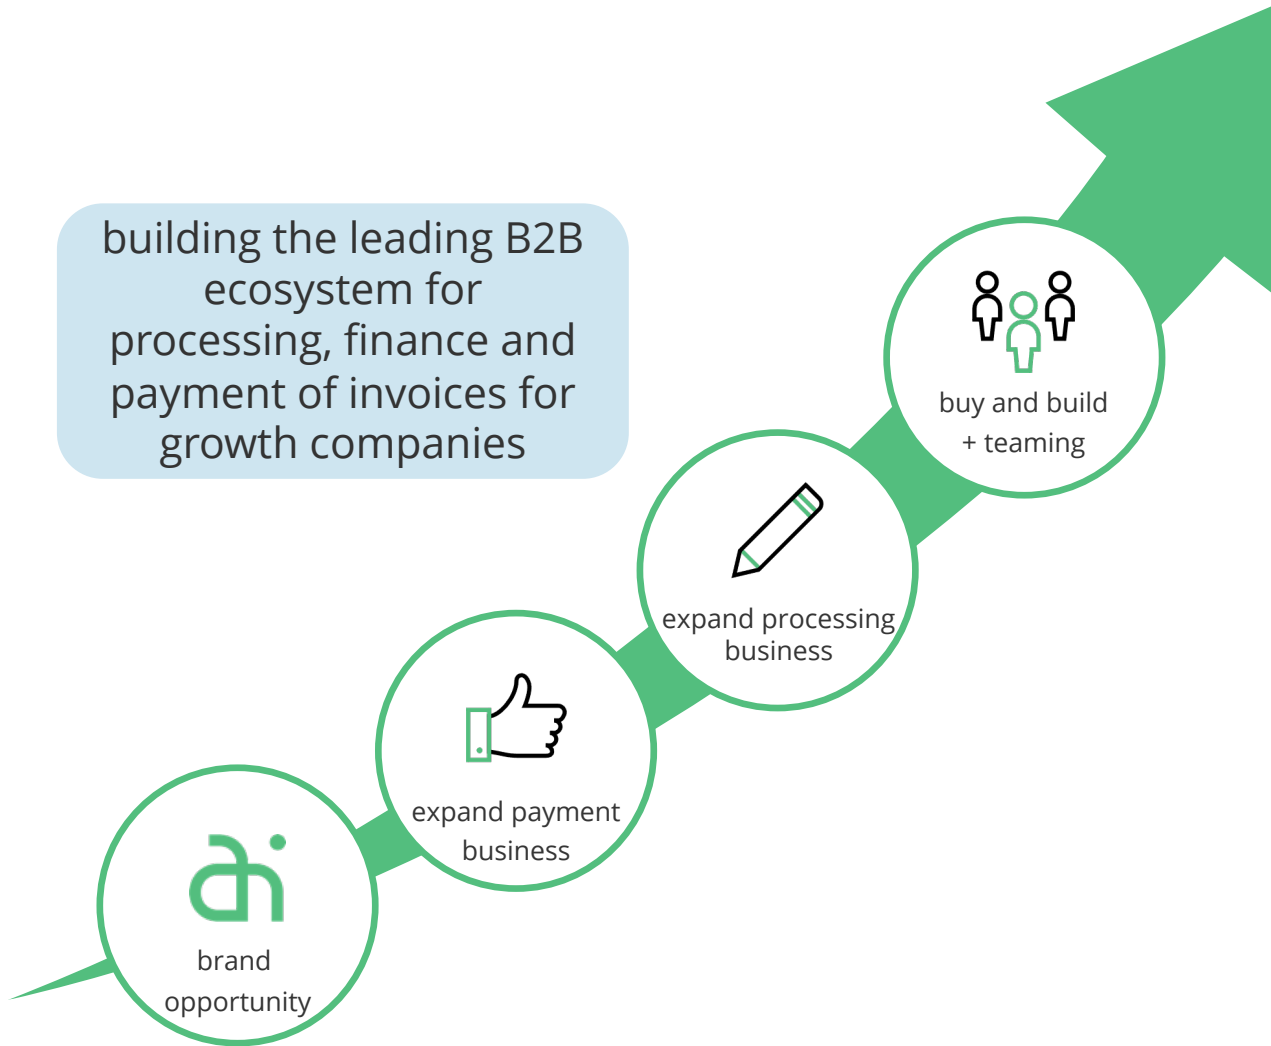 building the leading B2B
ecosystem for
processing, finance and
payment of invoices for
growth companies
buy and build
+ teaming
expand processing
business
expand payment
business
brand
opportunity